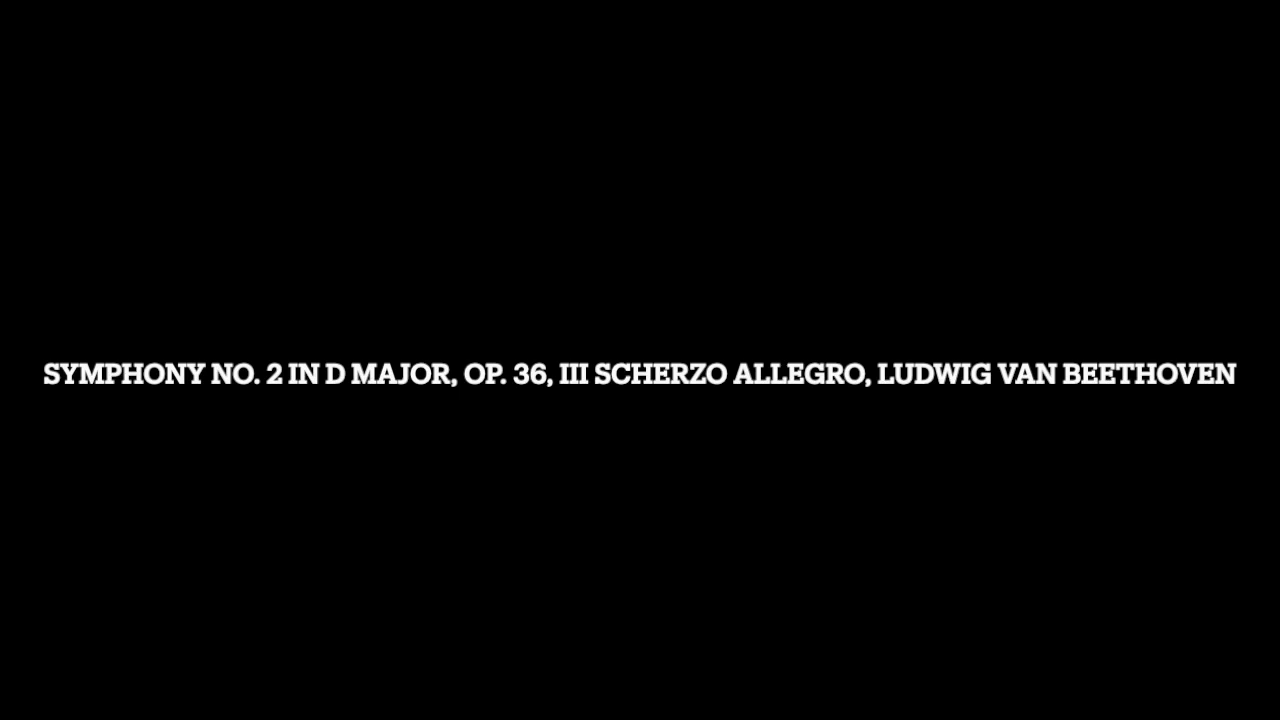 SYMPHONY NO. 2 IN D MAJOR, OP. 36, III SCHERZO ALLEGRO, LUDWIG VAN BEETHOVEN